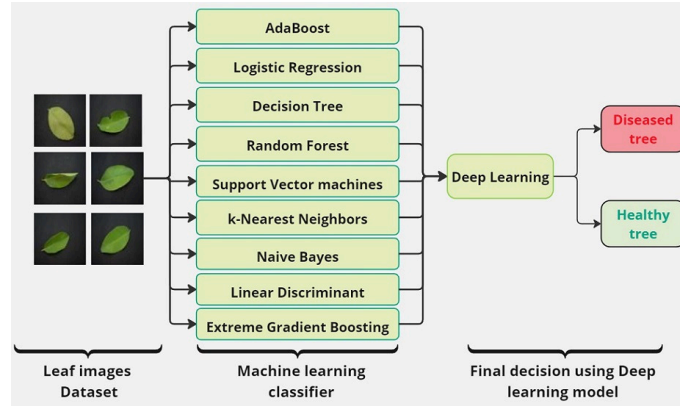 AdaBoost
Logistic Regression
Decision Tree
Random Forest
Support Vector machines
k-Nearest Neighbors
Naive Bayes
Linear Discriminant
Extreme Gradient Boosting
Deep Learning
Diseased
tree
Healthy
tree
Leaf images
Dataset
Machine learning
classifier
Final decision using Deep
learning model